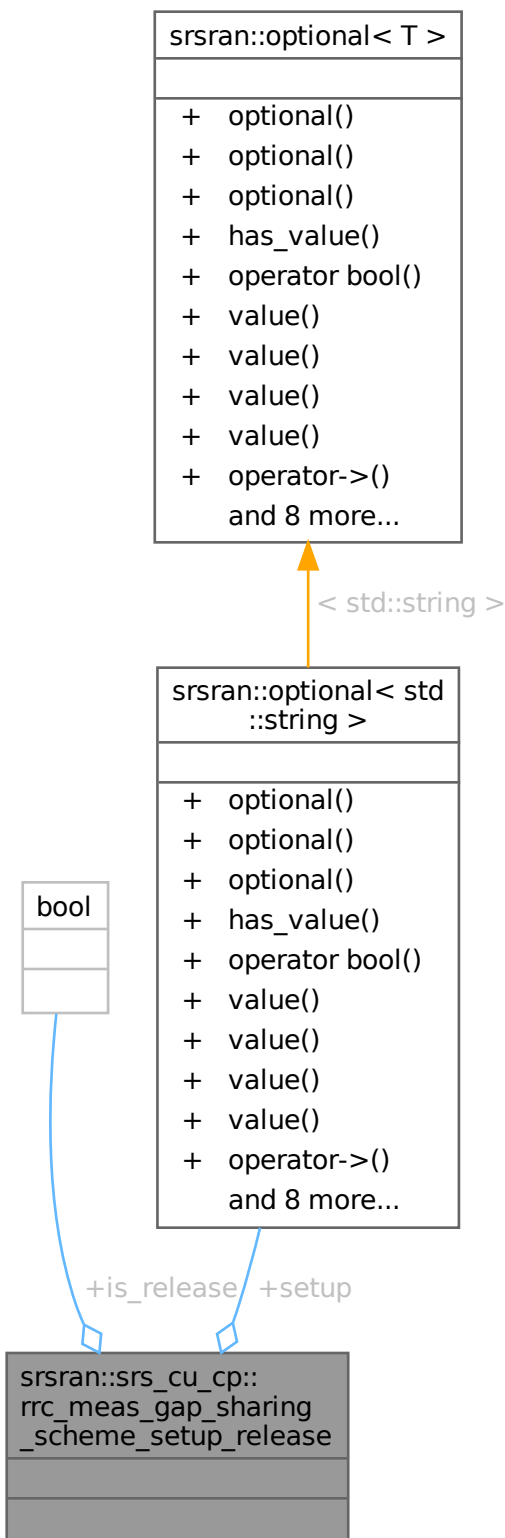 srsran::optional< T >
+ optional()
+ optional()
+ optional()
+ has_value()
+ operator bool()
+ value()
+ value()
+ value()
+ value()
+ operator->()
and 8 more...
< std::string >
srsran::optional< std
::string >
+ optional()
+ optional()
+ optional()
+ has_value()
+ operator bool()
+ value()
+ value()
+ value()
+ value()
+ operator->()
and 8 more...
bool
+is_release
+setup
srsran::srs_cu_cp::
rrc_meas_gap_sharing
_scheme_setup_release